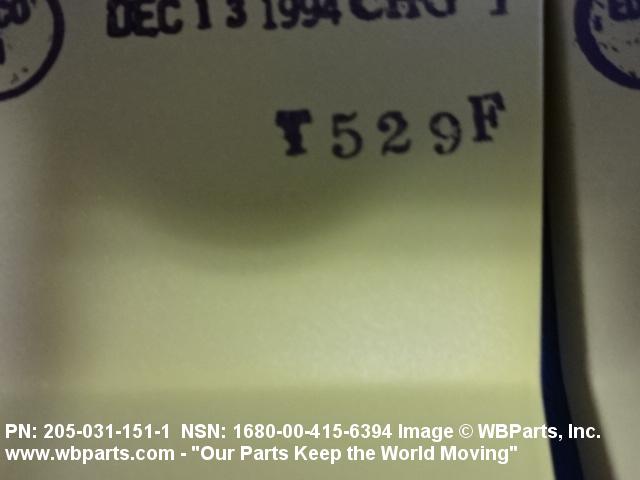 DEC 13 1994 CHG 1
T529F
PN: 205-031-151-1 NSN: 1680-00-415-6394 Image © WBParts, Inc.
www.wbparts.com - "Our Parts Keep the World Moving"